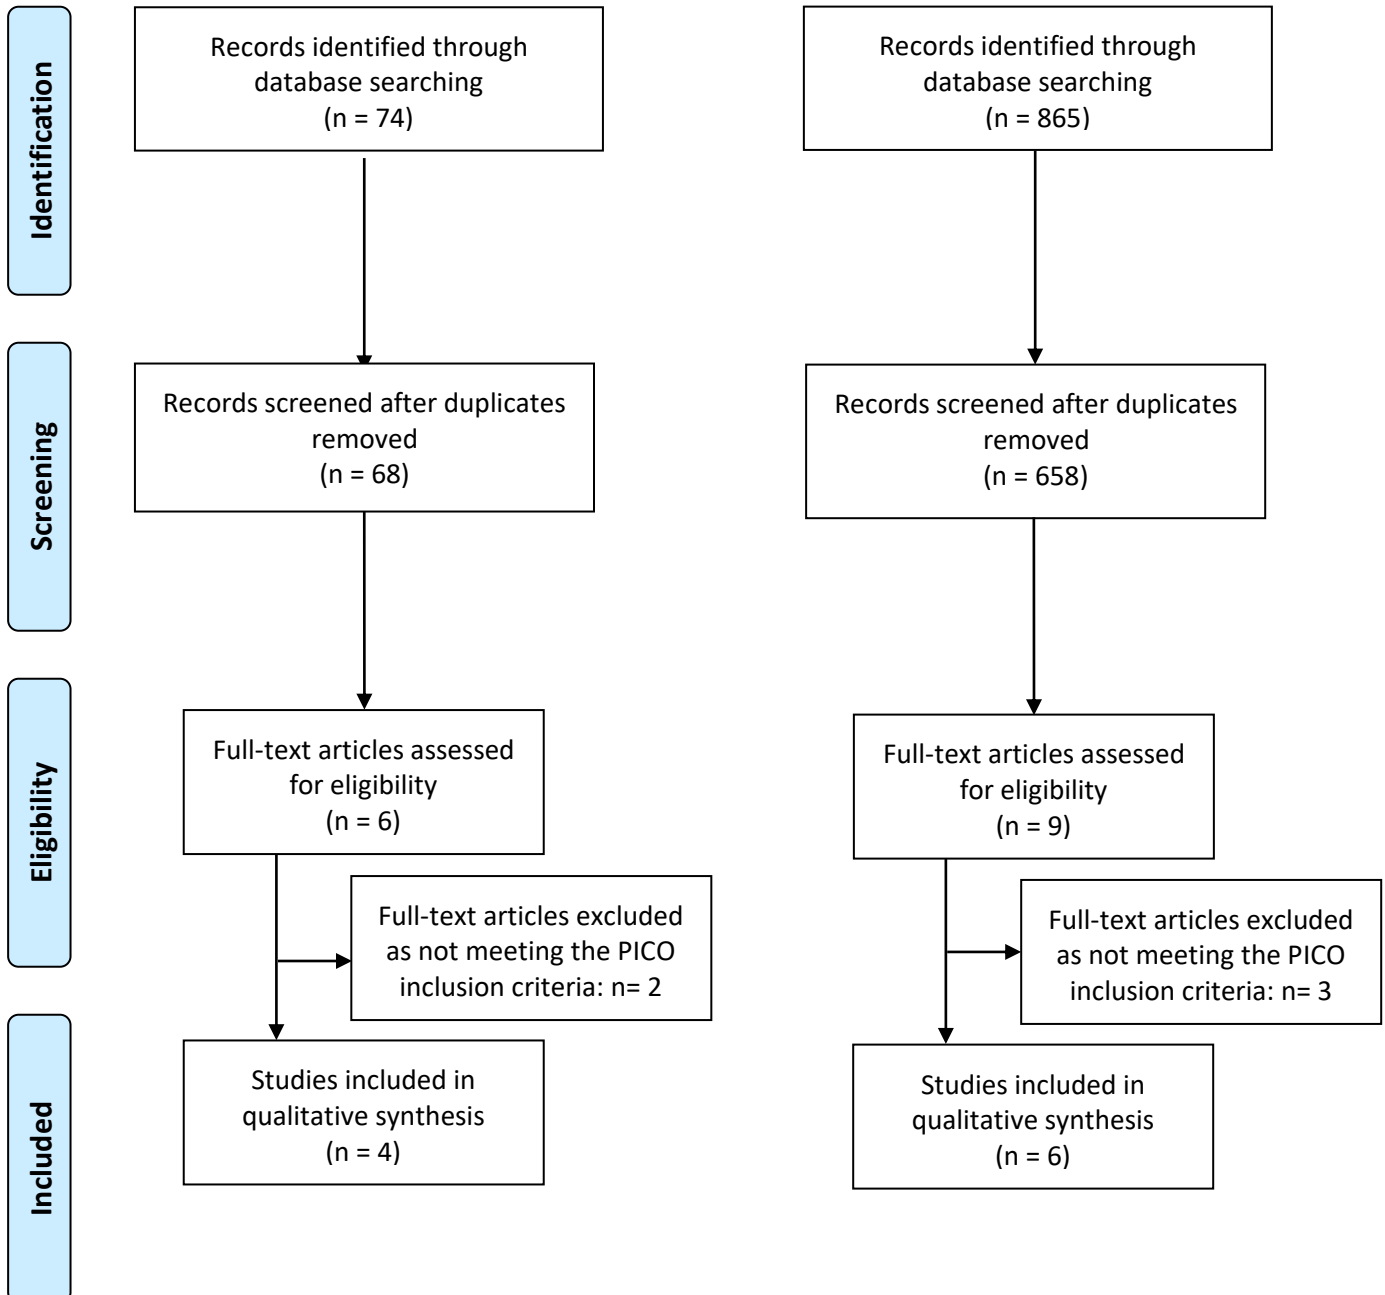 Identification
Records identified through
database searching
(n = 74)
Records identified through
database searching
(n = 865)
Screening
Records screened after duplicates
removed
(n = 68)
Records screened after duplicates
removed
(n = 658)
Eligibility
Full-text articles assessed
for eligibility
(n = 6)
Full-text articles assessed
for eligibility
(n = 9)
Full-text articles excluded
as not meeting the PICO
inclusion criteria: n= 2
Full-text articles excluded
as not meeting the PICO
inclusion criteria: n= 3
Included
Studies included in
qualitative synthesis
(n = 4)
Studies included in
qualitative synthesis
(n = 6)